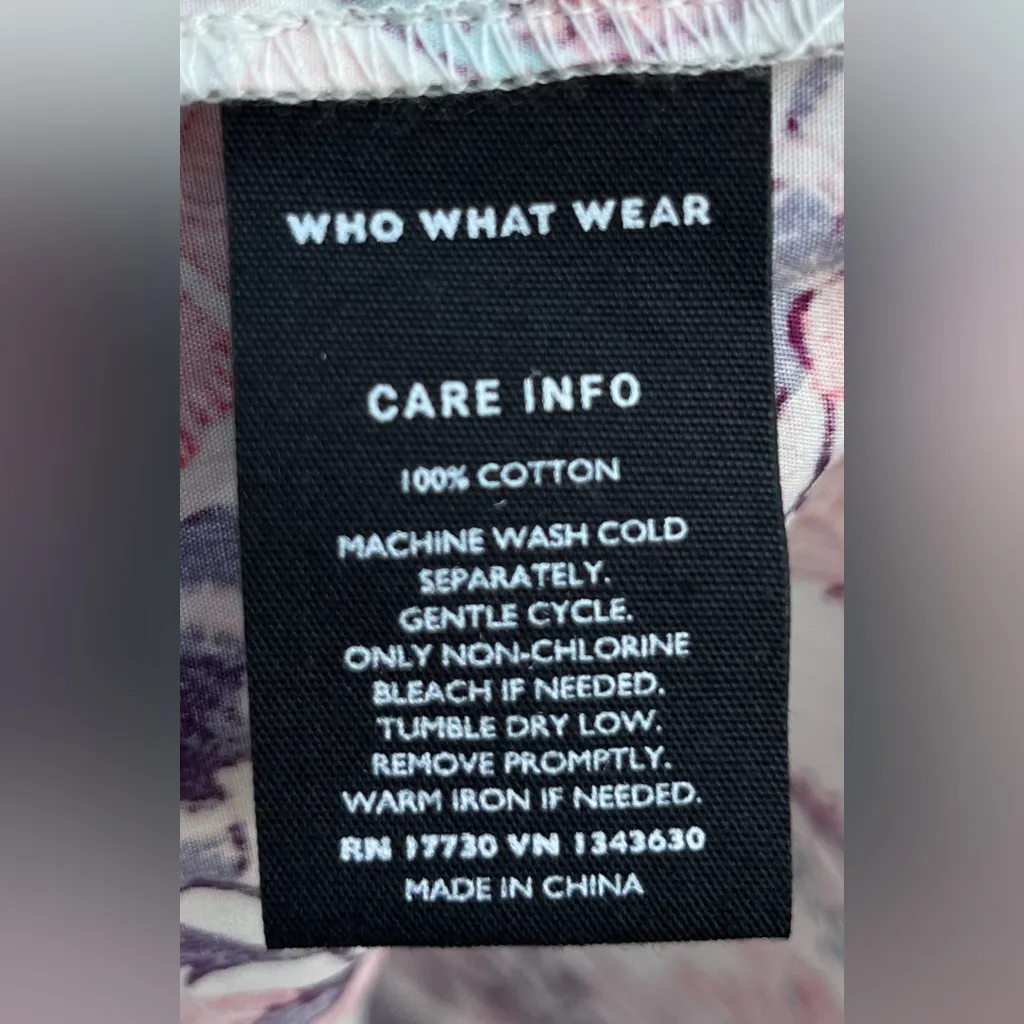 WHO WHAT WEAR
CARE INFO
100% COTTON
MACHINE WASH COLD
SEPARATELY.
GENTLE CYCLE.
ONLY NON-CHLORINE
BLEACH IF NEEDED.
TUMBLE DRY LOW.
REMOVE PROMPTLY.
WARM IRON IF NEEDED.
RN 17730 VN 1343630
MADE IN CHINA